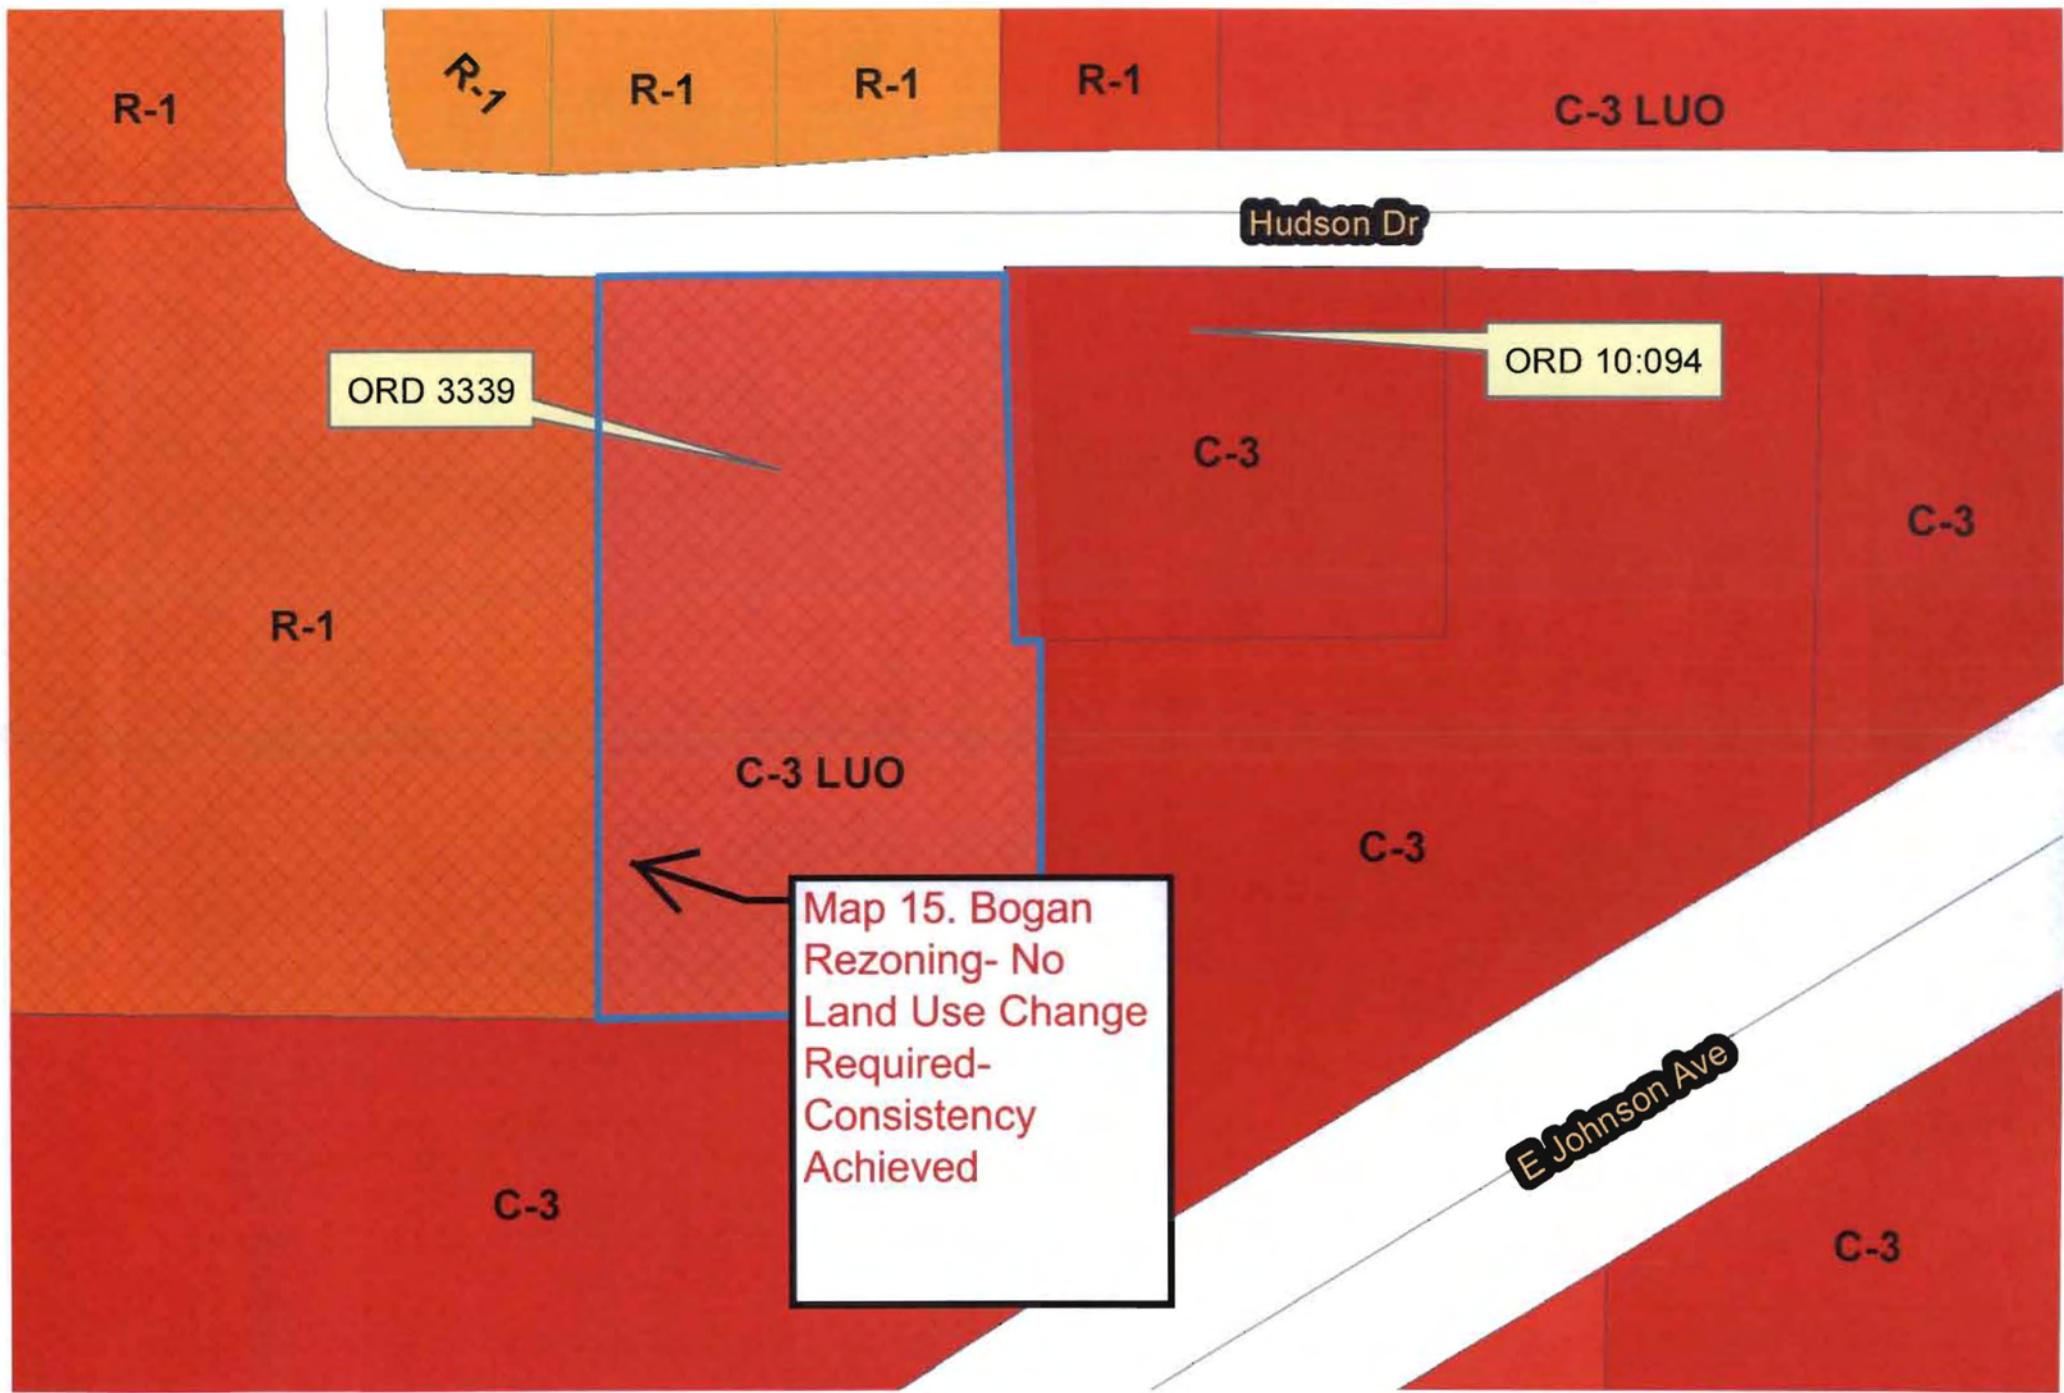 R-1
R-1
R-1
R-1
R-1
C-3 LUO
Hudson Dr
ORD 3339
ORD 10:094
C-3
C-3
R-1
C-3 LUO
C-3
Map 15. Bogan
Rezoning- No
Land Use Change
Required-
Consistency
Achieved
E Johnson Ave
C-3
C-3